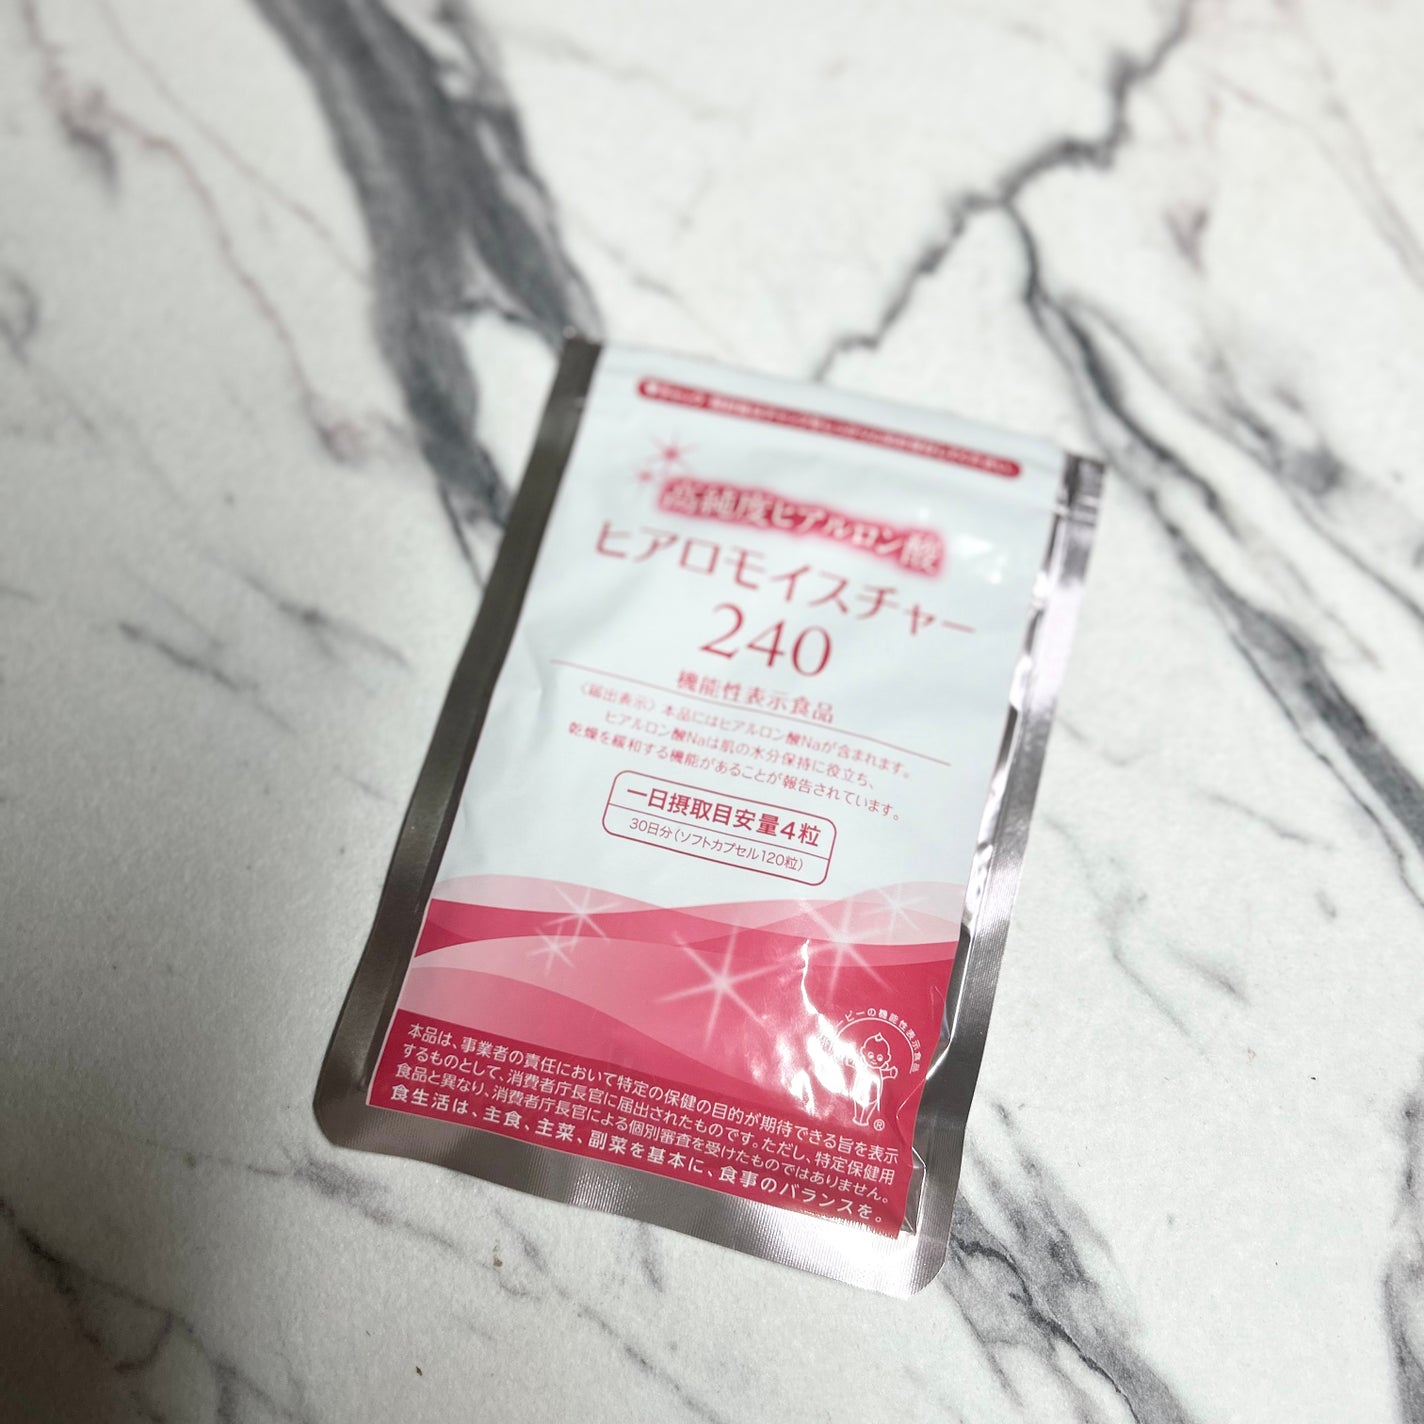 高純度ヒアルロン酸
ヒアロモイスチャー
240
機能性表示食品
〈届出表示〉本品にはヒアルロン酸Naが含まれます。
ヒアルロン酸Naは肌の水分保持に役立ち、
乾燥を緩和する機能があることが報告されています。
一日摂取目安量4粒
30日分(ソフトカプセル120粒)
ーピーの機能性表示食品
®
本品は、事業者の責任において特定の保健の目的が期待できる旨を表示
するものとして、消費者庁長官に届出されたものです。ただし、特定保健用
食品と異なり、消費者庁長官による個別審査を受けたものではありません。
食生活は、主食、主菜、副菜を基本に、食事のバランスを。